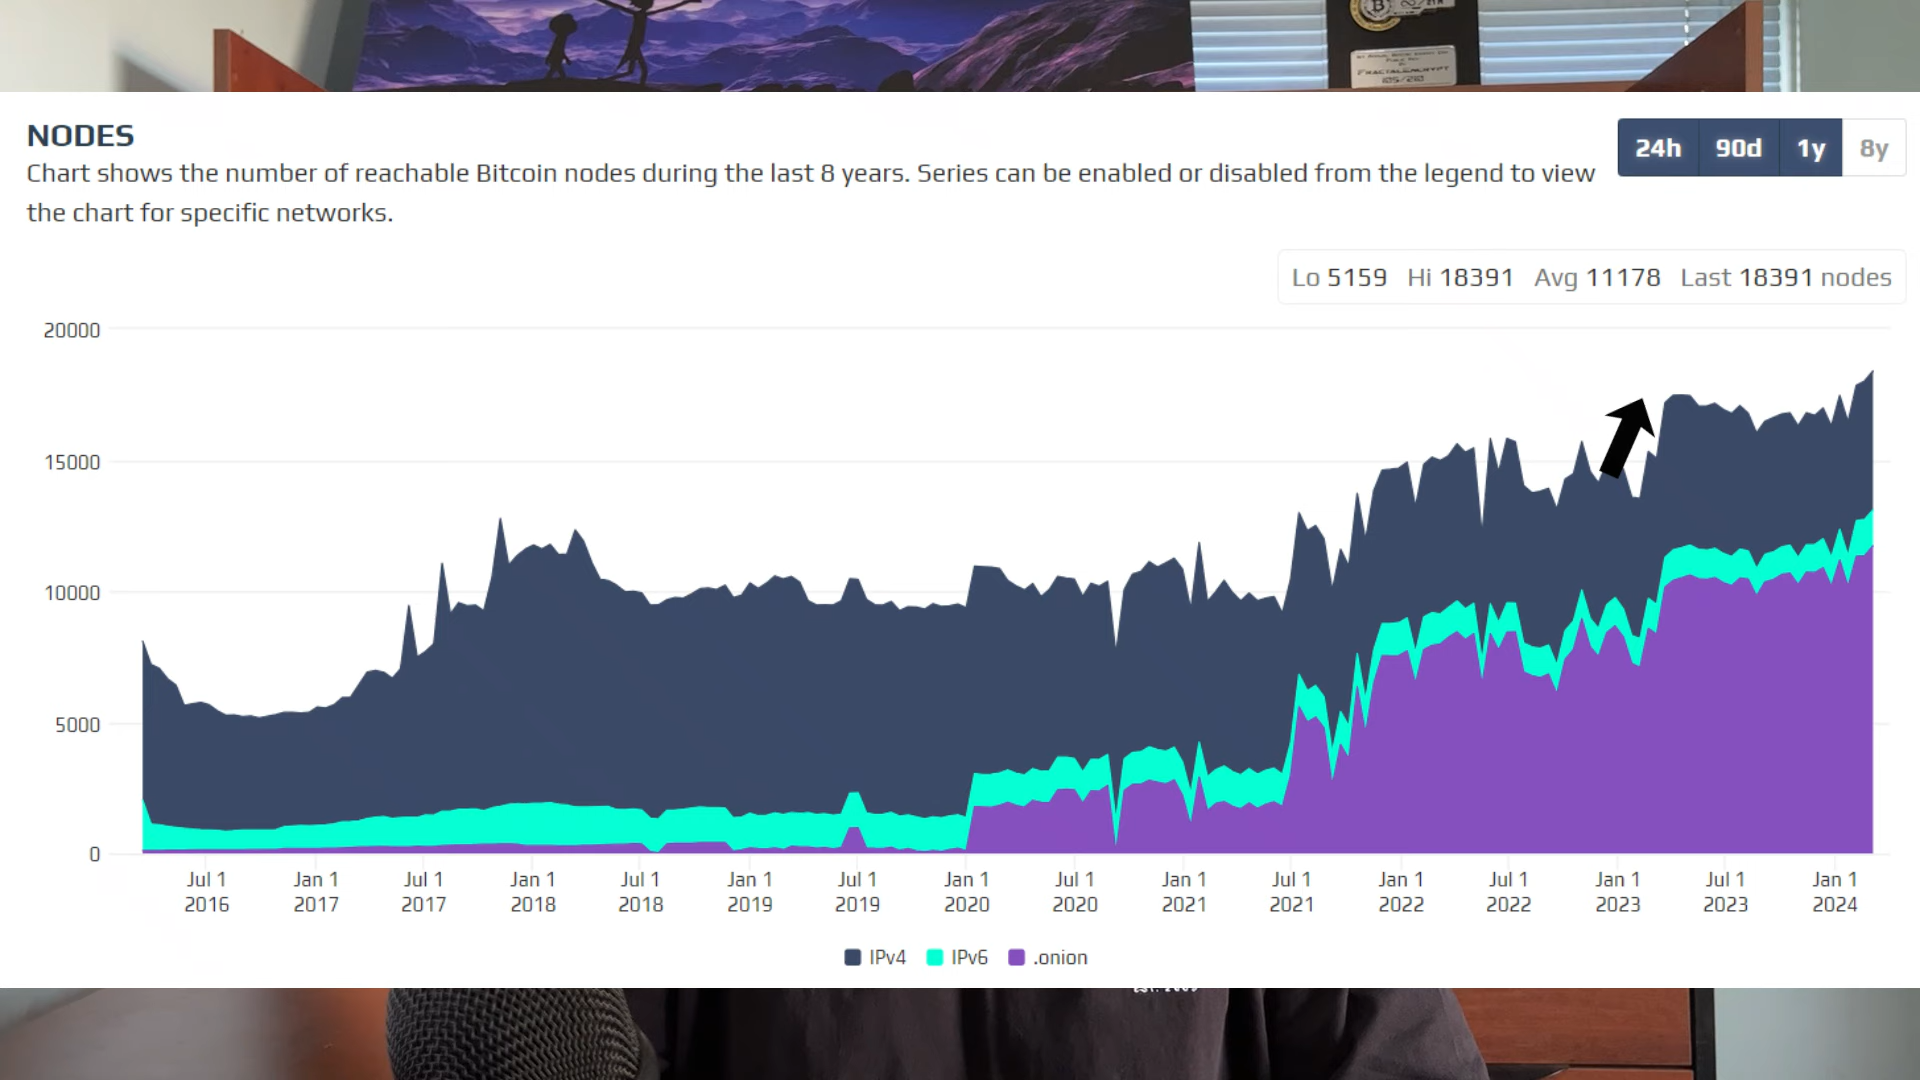 FRACTALENCRYPT
105/210
NODES
24h 90d 1y 8y
Chart shows the number of reachable Bitcoin nodes during the last 8 years. Series can be enabled or disabled from the legend to view
the chart for specific networks.
Lo 5159 Hi 18391 Avg 11178 Last 18391 nodes
20000
15000
10000
5000
0
Jul 1 Jan 1 Jul 1 Jan 1 Jul 1 Jan 1 Jul 1 Jan 1 Jul 1 Jan 1 Jul 1 Jan 1 Jul 1 Jan 1 Jul 1 Jan 1
2016 2017 2017 2018 2018 2019 2019 2020 2020 2021 2021 2022 2022 2023 2023 2024
IPv4 IPv6 .onion